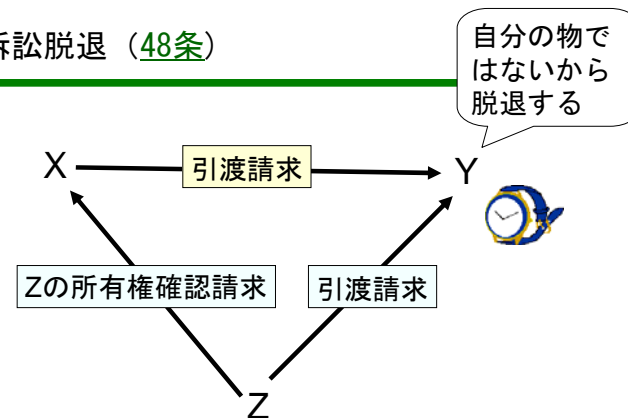 訴訟脱退（48条）
自分の物で
はないから
脱退する
X
引渡請求
Y
Zの所有権確認請求
引渡請求
Z